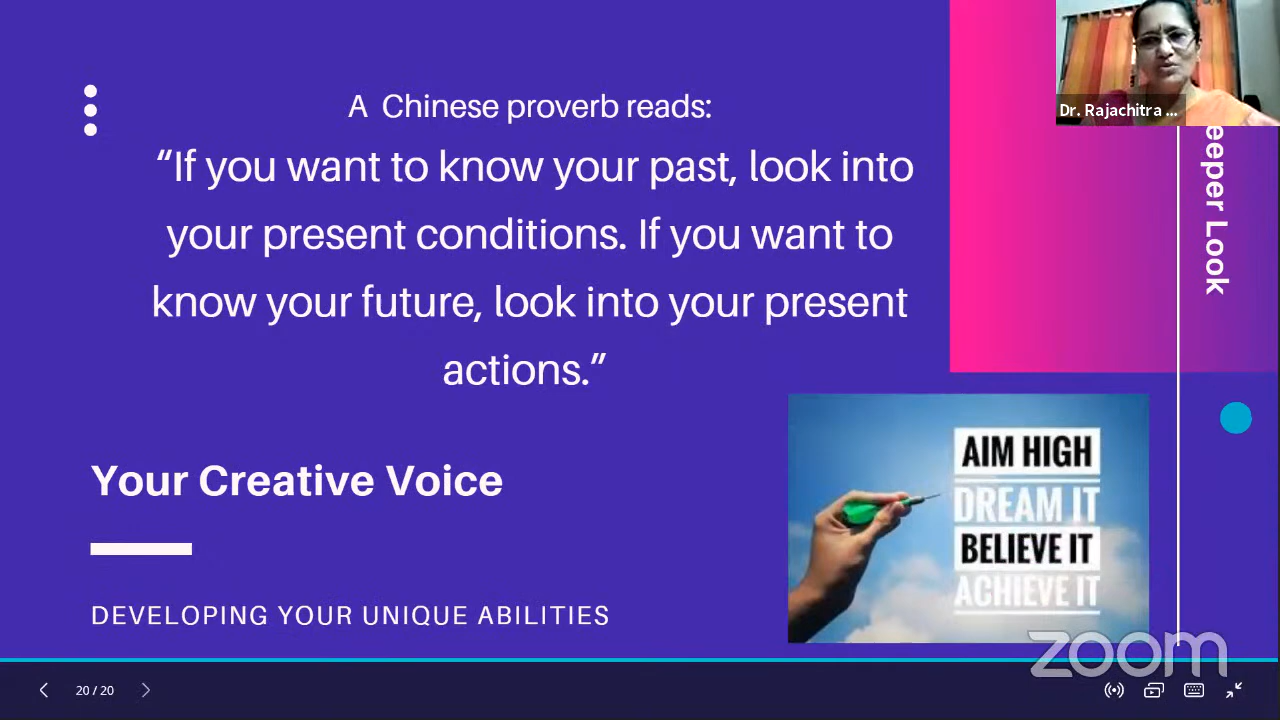 A Chinese proverb reads:
“If you want to know your past, look into
your present conditions. If you want to
know your future, look into your present
actions.”
Your Creative Voice
DEVELOPING YOUR UNIQUE ABILITIES
AIM HIGH
DREAM IT
BELIEVE IT
ACHIEVE IT
Dr. Rajachitra ...
eeper Look
zoom
20 / 20